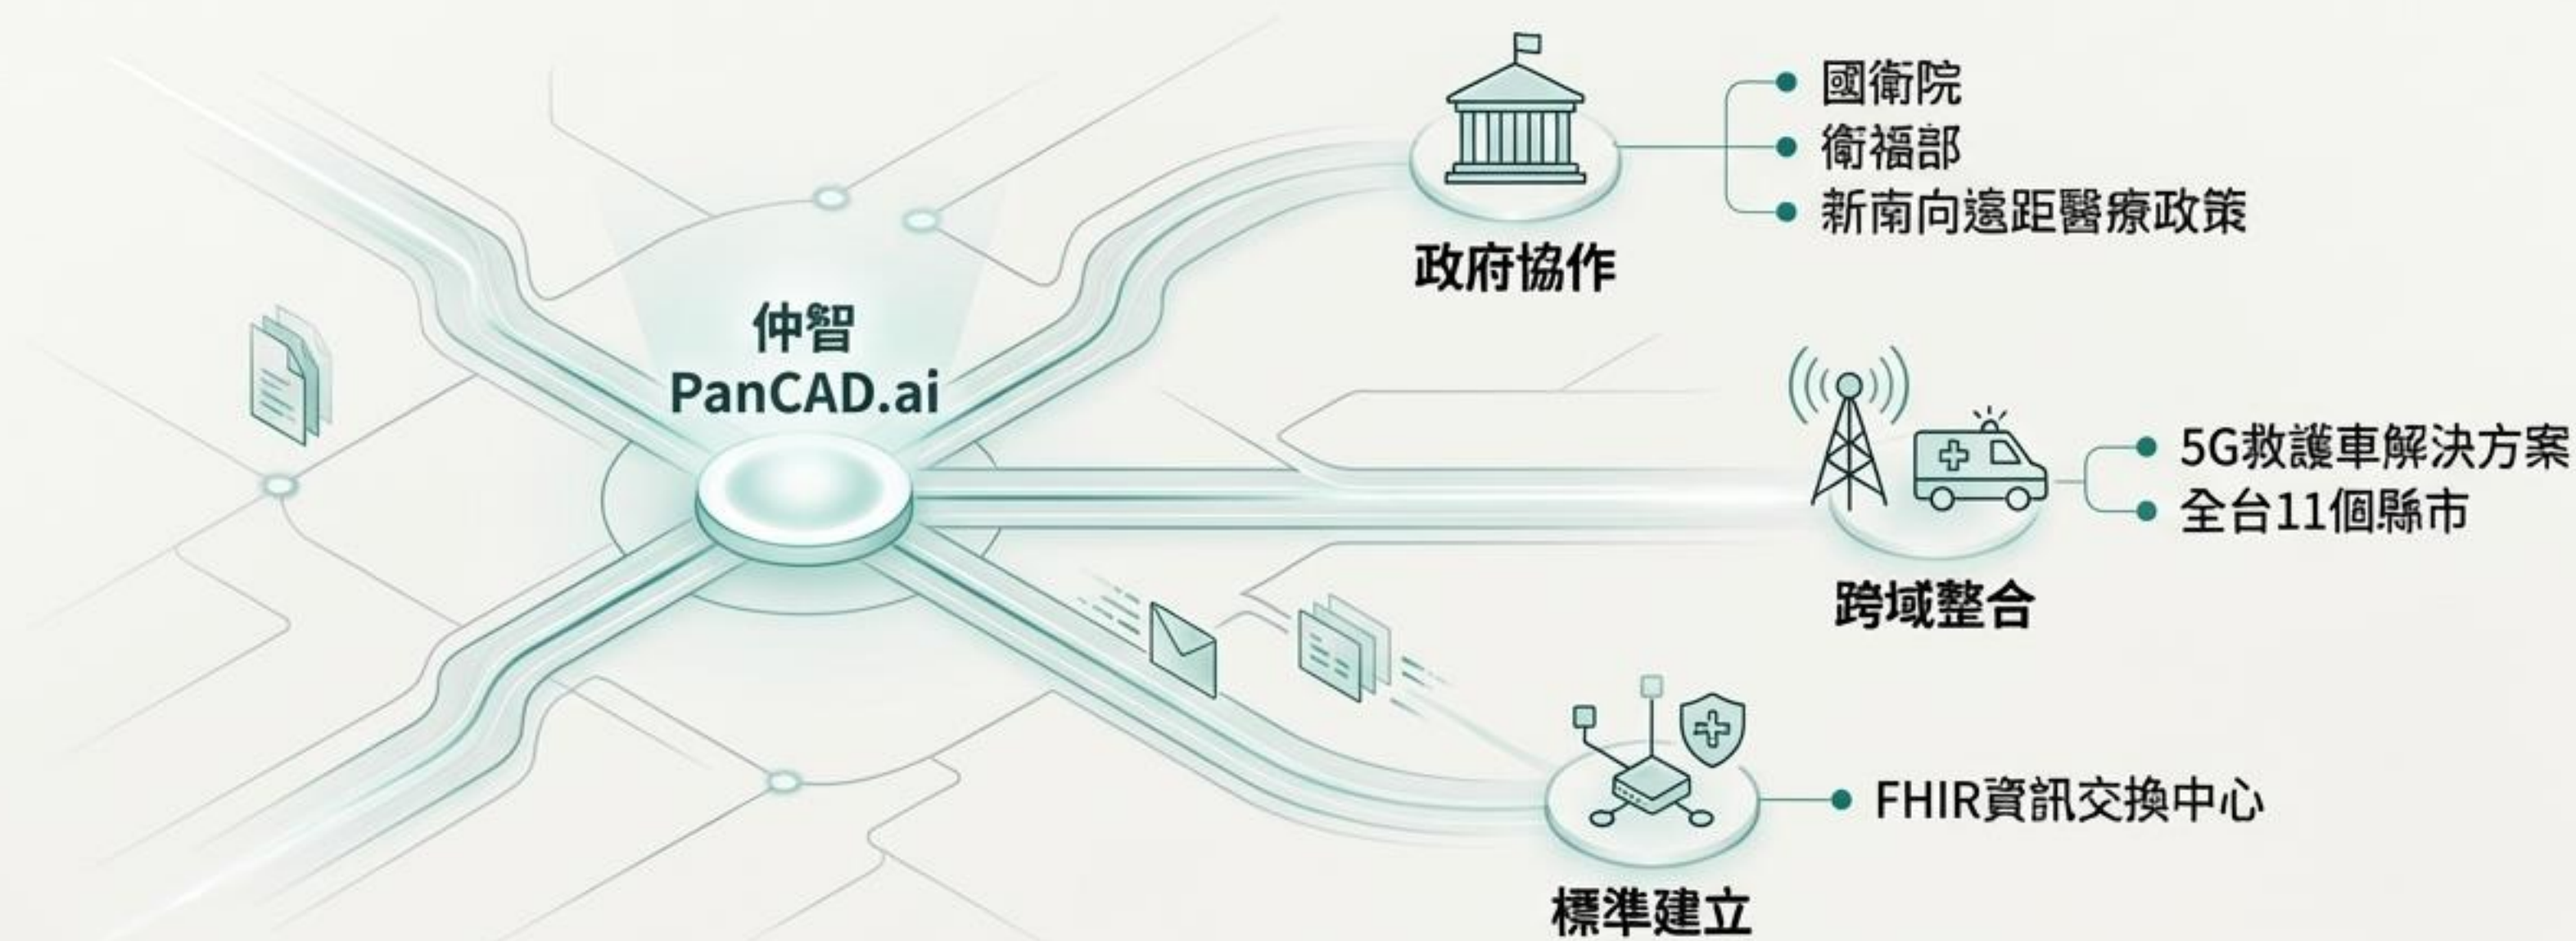 仲智
PanCAD.ai
國衛院
衛福部
新南向遠距醫療政策
政府協作
5G救護車解決方案
全台11個縣市
跨域整合
FHIR資訊交換中心
標準建立